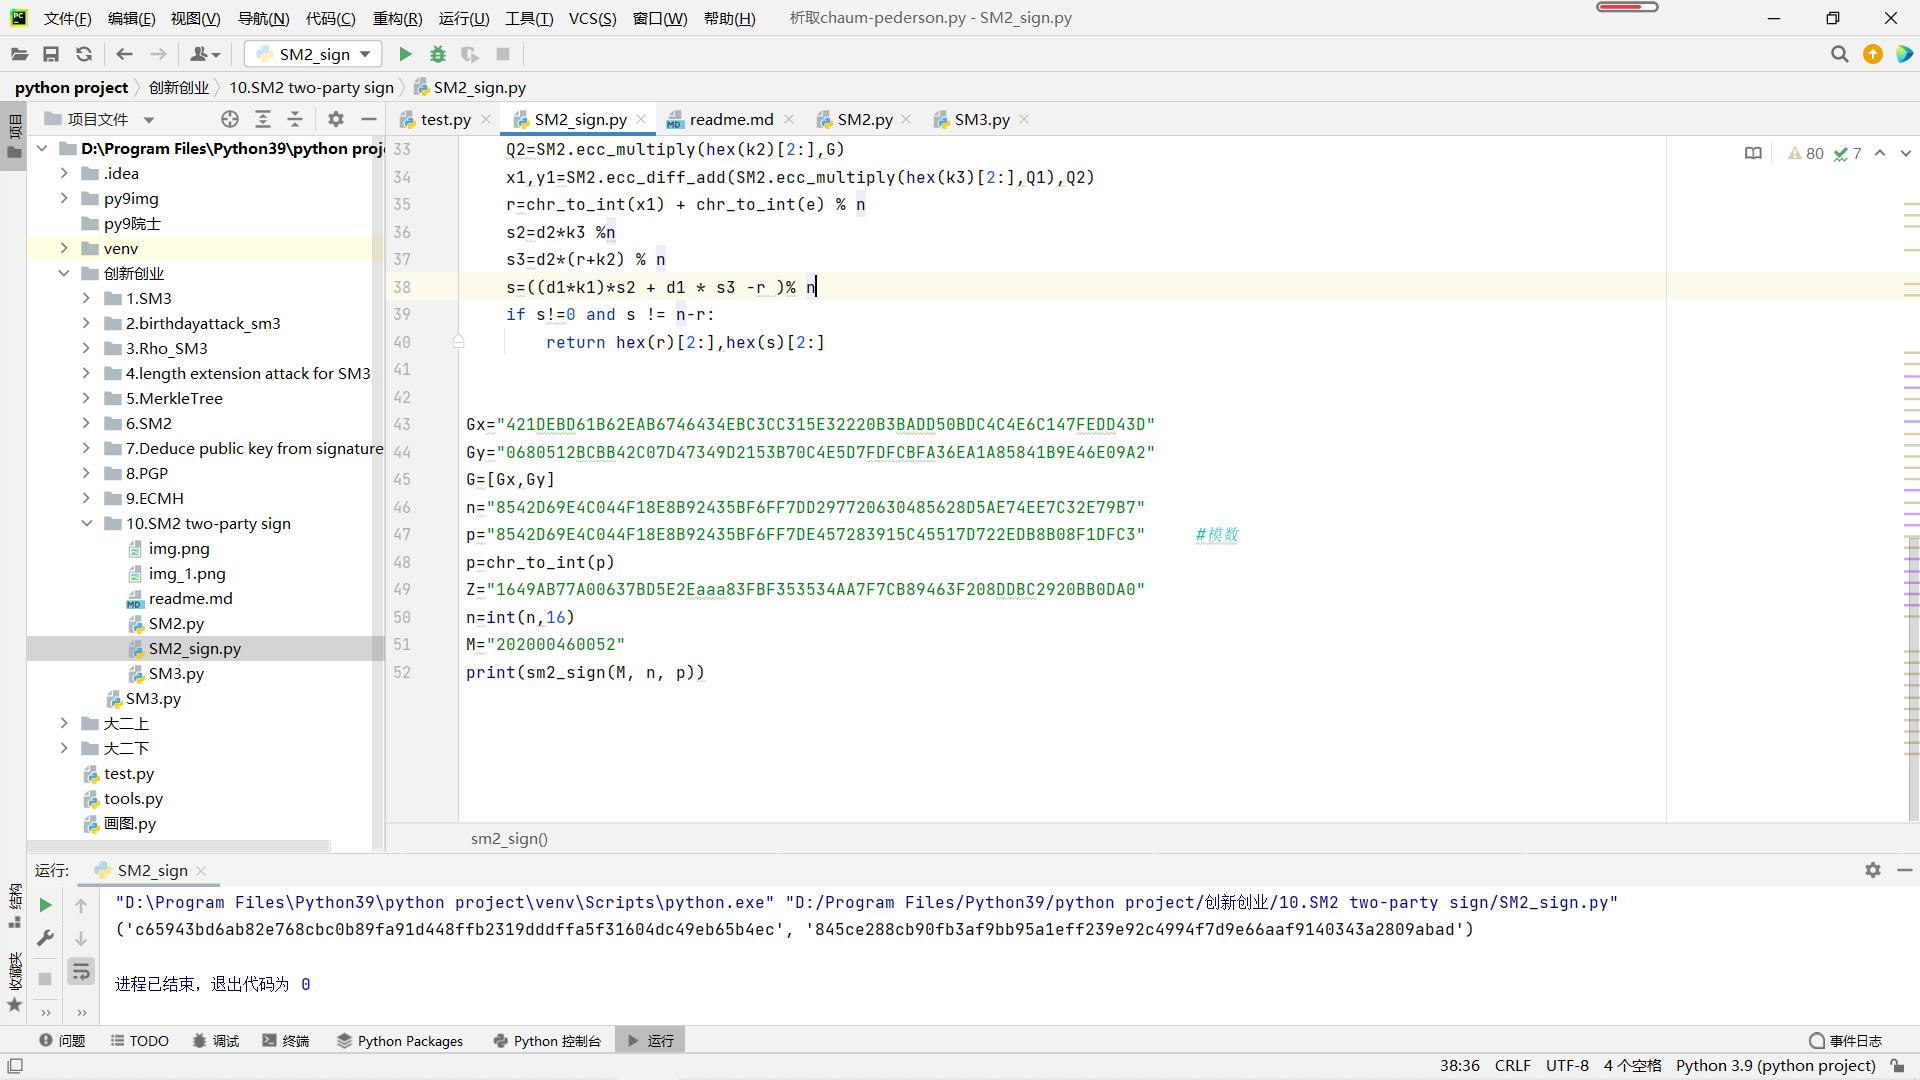 文件(F) 编辑(E) 视图(V) 导航(N) 代码(C) 重构(R) 运行(U) 工具(T) VCS(S) 窗口(W) 帮助(H) 析取chaum-pederson.py - SM2_sign.py
SM2_sign
python project 创新创业 10.SM2 two-party sign SM2_sign.py
项目
项目文件
test.py SM2_sign.py readme.md SM2.py SM3.py
80 7
D:\Program Files\Python39\python proj
.idea
py9img
py9院士
venv
创新创业
1.SM3
2.birthdayattack_sm3
3.Rho_SM3
4.length extension attack for SM3
5.MerkleTree
6.SM2
7.Deduce public key from signature
8.PGP
9.ECMH
10.SM2 two-party sign
img.png
img_1.png
readme.md
SM2.py
SM2_sign.py
SM3.py
SM3.py
大二上
大二下
test.py
tools.py
画图.py
33 Q2=SM2.ecc_multiply(hex(k2)[2:],G)
34 x1,y1=SM2.ecc_diff_add(SM2.ecc_multiply(hex(k3)[2:],Q1),Q2)
35 r=chr_to_int(x1) + chr_to_int(e) % n
36 s2=d2*k3 %n
37 s3=d2*(r+k2) % n
38 s=((d1*k1)*s2 + d1 * s3 -r )% n
39 if s!=0 and s != n-r:
40 return hex(r)[2:],hex(s)[2:]
41
42
43 Gx="421DEBD61B62EAB6746434EBC3CC315E32220B3BADD50BDC4C4E6C147FEDD43D"
44 Gy="0680512BCBB42C07D47349D2153B70C4E5D7FDFCBFA36EA1A85841B9E46E09A2"
45 G=[Gx,Gy]
46 n="8542D69E4C044F18E8B92435BF6FF7DD297720630485628D5AE74EE7C32E79B7"
47 p="8542D69E4C044F18E8B92435BF6FF7DE457283915C45517D722EDB8B08F1DFC3" #模数
48 p=chr_to_int(p)
49 Z="1649AB77A00637BD5E2Eaaa83FBF353534AA7F7CB89463F208DDBC2920BB0DA0"
50 n=int(n,16)
51 M="202000460052"
52 print(sm2_sign(M, n, p))
sm2_sign()
运行: SM2_sign
结构
收藏夹
"D:\Program Files\Python39\python project\venv\Scripts\python.exe" "D:/Program Files/Python39/python project/创新创业/10.SM2 two-party sign/SM2_sign.py"
('c65943bd6ab82e768cbc0b89fa91d448ffb2319dddffa5f31604dc49eb65b4ec', '845ce288cb90fb3af9bb95a1eff239e92c4994f7d9e66aaf9140343a2809abad')
进程已结束，退出代码为 0
问题 TODO 调试 终端 Python Packages Python 控制台 运行 事件日志
38:36 CRLF UTF-8 4 个空格 Python 3.9 (python project)